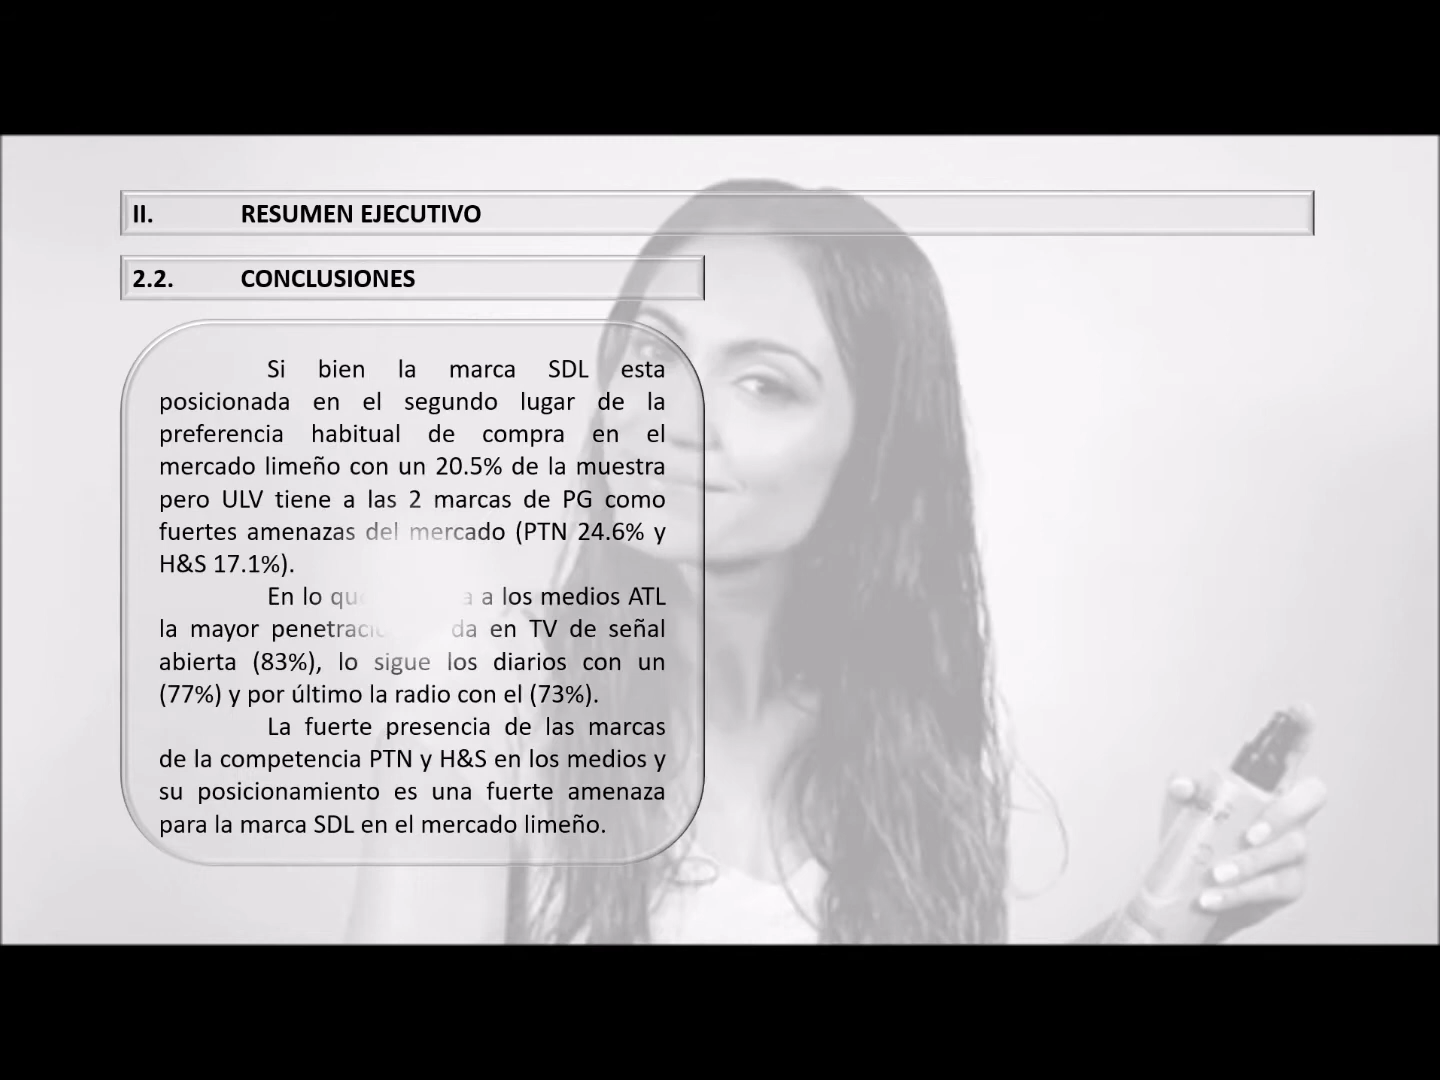 II. RESUMEN EJECUTIVO
2.2. CONCLUSIONES
Si bien la marca SDL esta
posicionada en el segundo lugar de la
preferencia habitual de compra en el
mercado limeño con un 20.5% de la muestra
pero ULV tiene a las 2 marcas de PG como
fuertes amenazas del mercado (PTN 24.6% y
H&S 17.1%).
En lo a los medios ATL
la mayor en TV de señal
abierta (83%), lo sigue los diarios con un
(77%) y por último la radio con el (73%).
La fuerte presencia de las marcas
de la competencia PTN y H&S en los medios y
su posicionamiento es una fuerte amenaza
para la marca SDL en el mercado limeño.